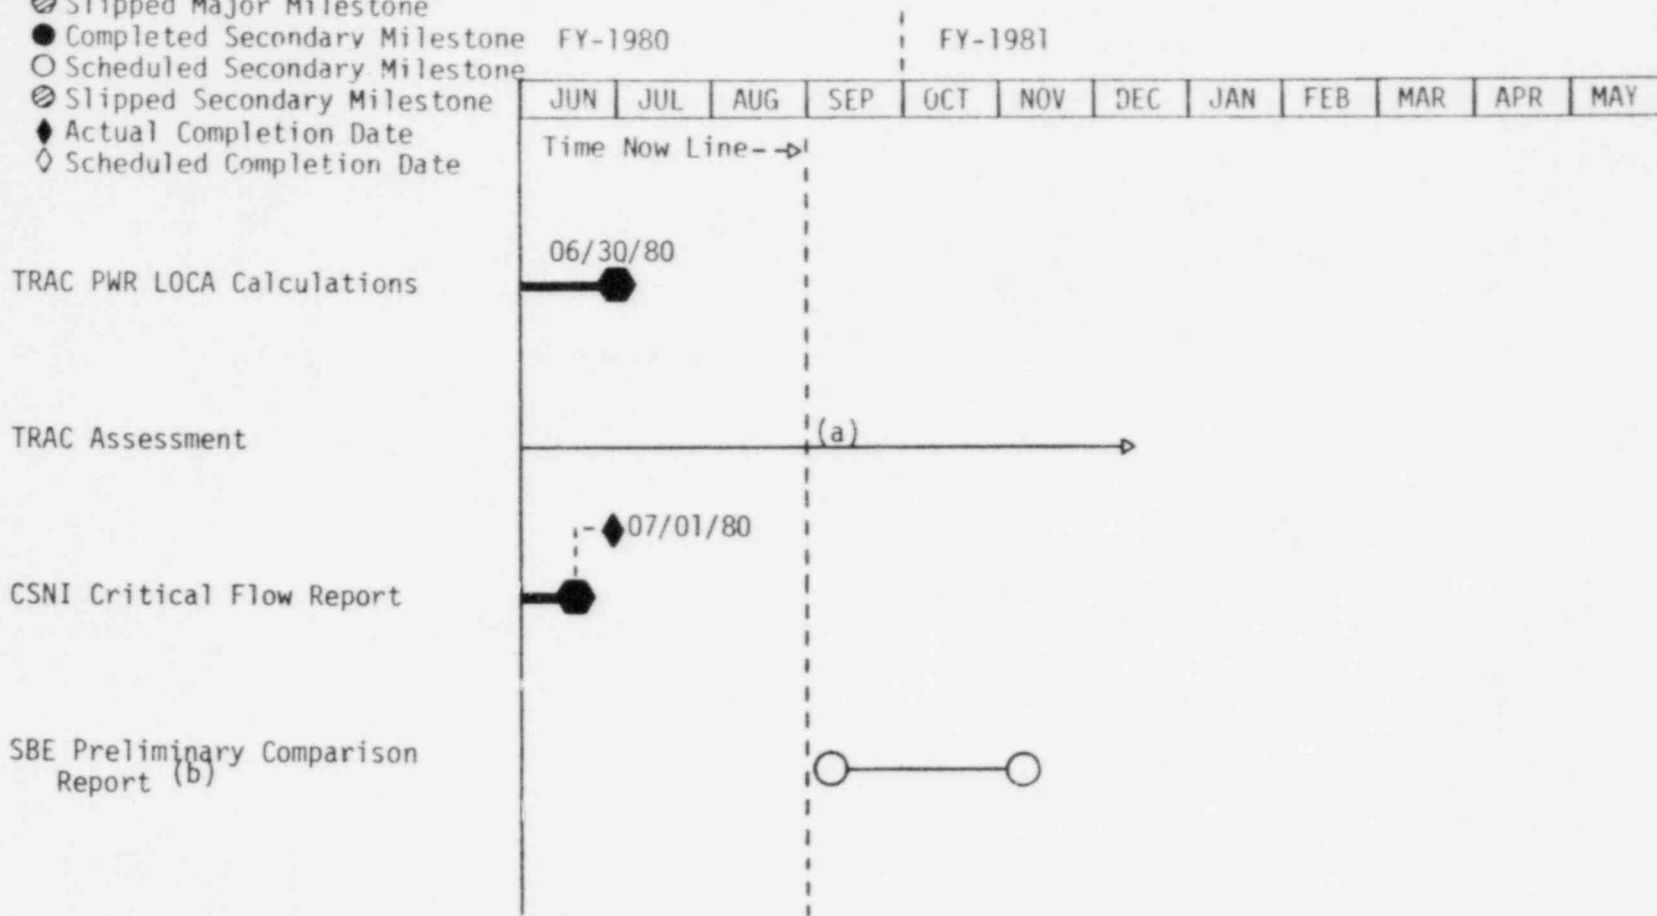 Slipped Major Milestone
Completed Secondary Milestone FY-1980 FY-1981
Scheduled Secondary Milestone
Slipped Secondary Milestone JUN JUL AUG SEP OCT NOV DEC JAN FEB MAR APR MAY
Actual Completion Date
Time Now Line
Scheduled Completion Date
06/30/80
TRAC PWR LOCA Calculations
TRAC Assessment (a)
07/01/80
CSNI Critical Flow Report
SBE Preliminary Comparison
Report (b)